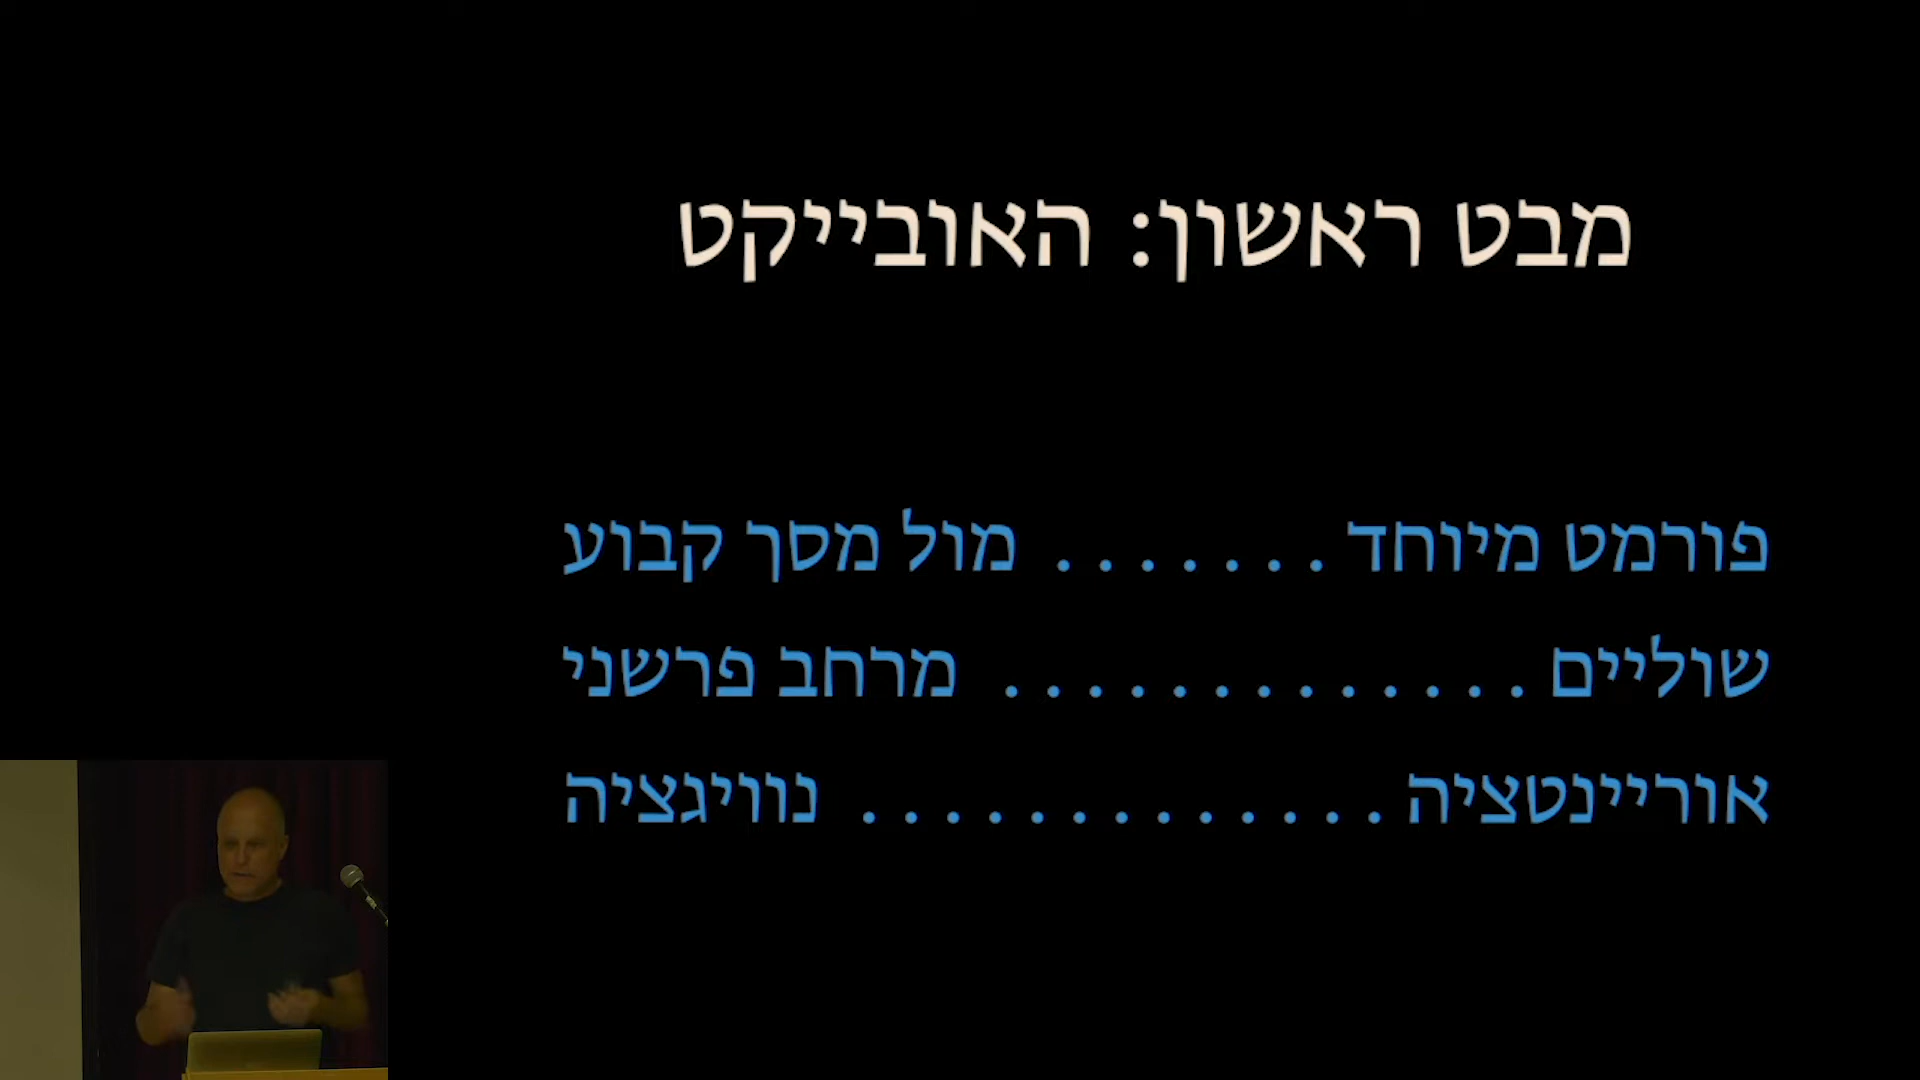 מבט ראשון: האובייקט
פורמט מיוחד . . . . . . . מול מסך קבוע
שוליים . . . . . . . . . . . . . מרחב פרשני
אוריינטציה . . . . . . . . . . . . . נוויגציה